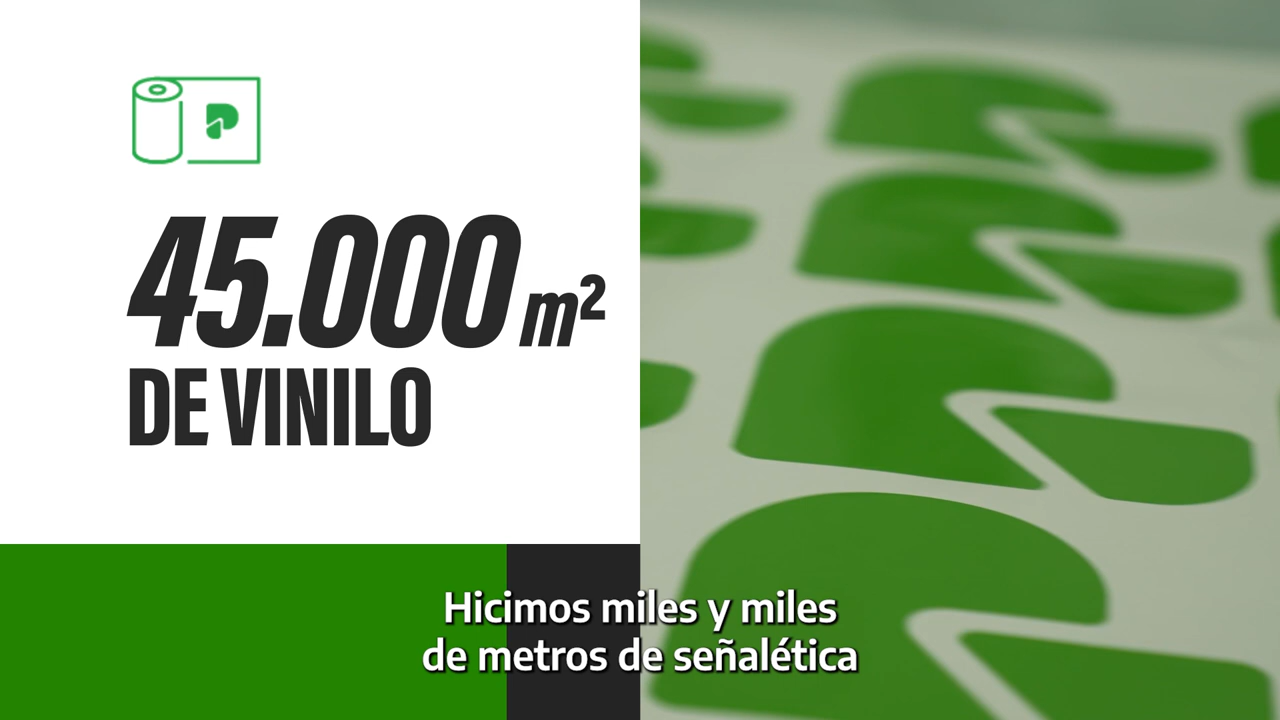 45.000 m²
DE VINILO
Hicimos miles y miles
de metros de señalética